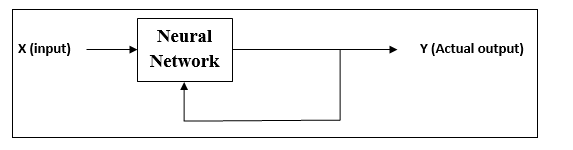 X (input)
Neural
Network
Y (Actual output)